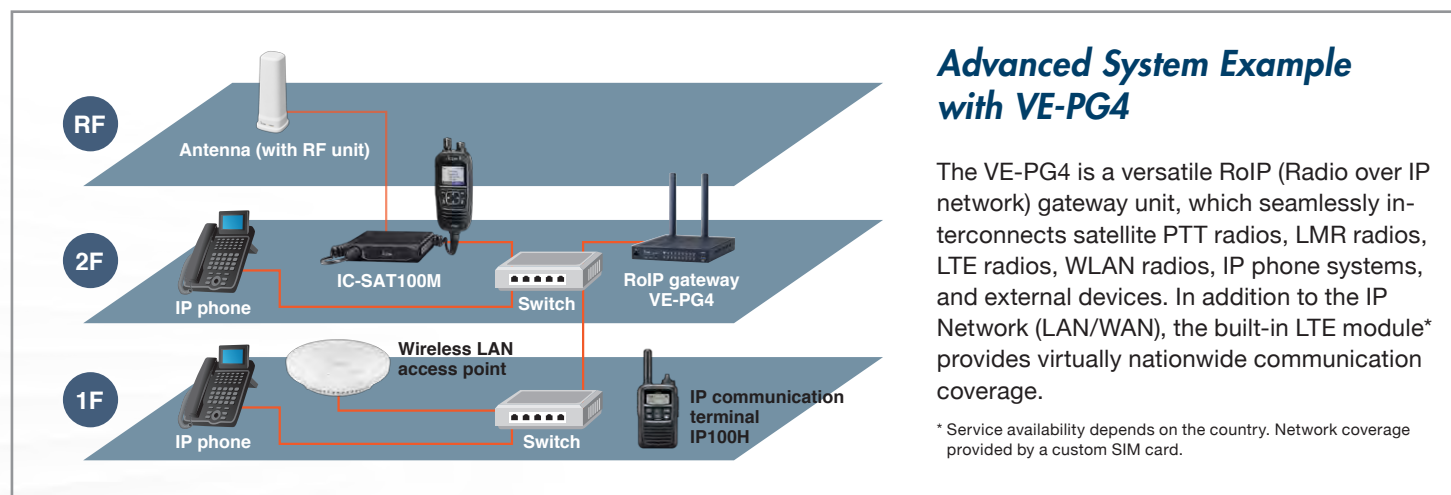 RF
Antenna (with RF unit)
2F
IP phone
IC-SAT100M
Switch
RoIP gateway
VE-PG4
1F
IP phone
Wireless LAN
access point
Switch
IP communication
terminal
IP100H
Advanced System Example
with VE-PG4
The VE-PG4 is a versatile RoIP (Radio over IP
network) gateway unit, which seamlessly in-
terconnects satellite PTT radios, LMR radios,
LTE radios, WLAN radios, IP phone systems,
and external devices. In addition to the IP
Network (LAN/WAN), the built-in LTE module*
provides virtually nationwide communication
coverage.
* Service availability depends on the country. Network coverage
provided by a custom SIM card.